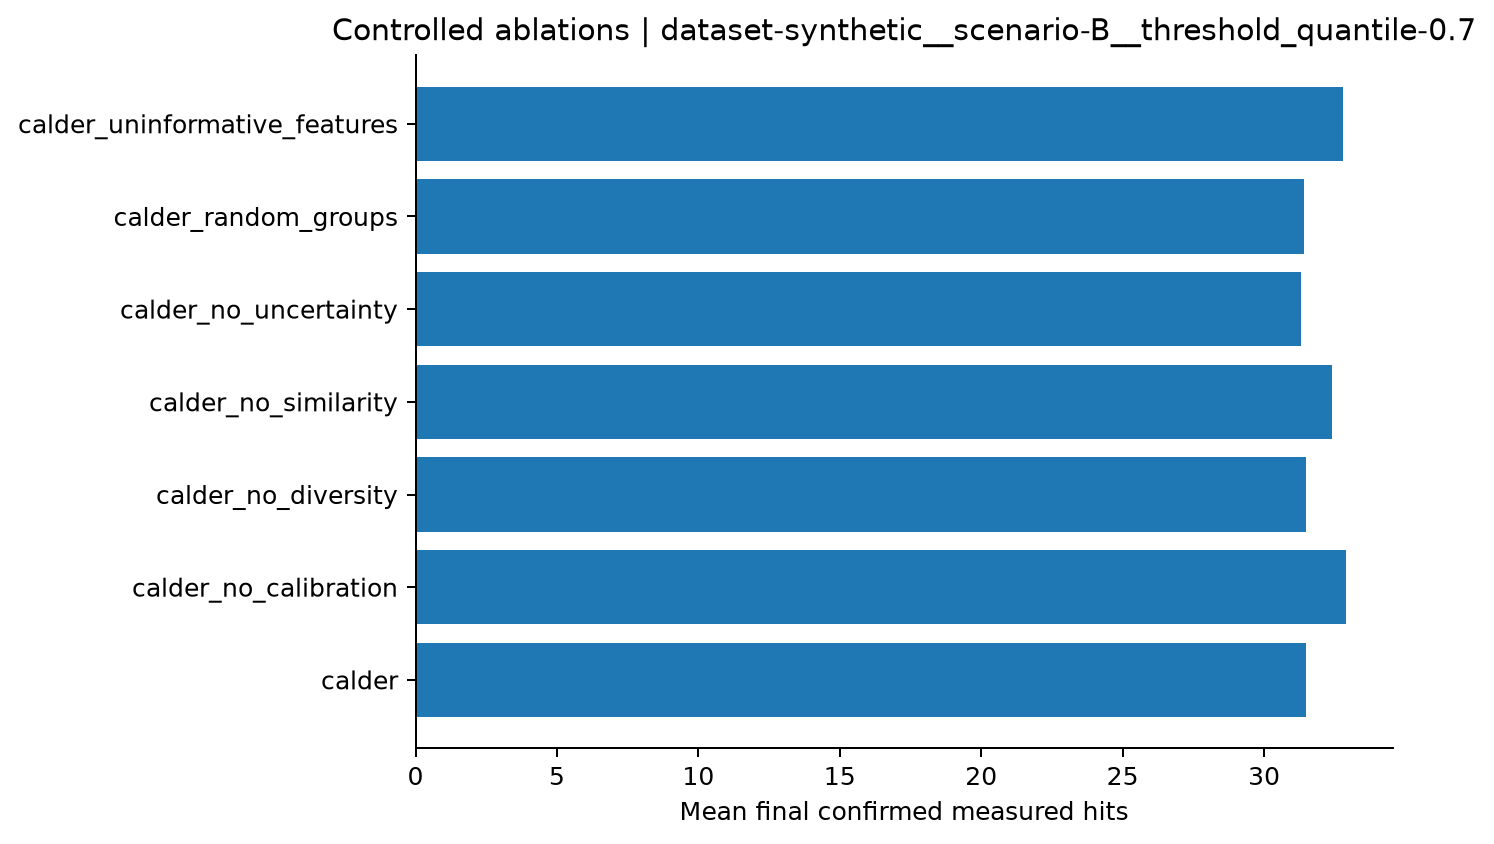 Controlled ablations | dataset-synthetic__scenario-B__threshold_quantile-0.7
calder_uninformative_features
calder_random_groups
calder_no_uncertainty
calder_no_similarity
calder_no_diversity
calder_no_calibration
calder
0 5 10 15 20 25 30
Mean final confirmed measured hits